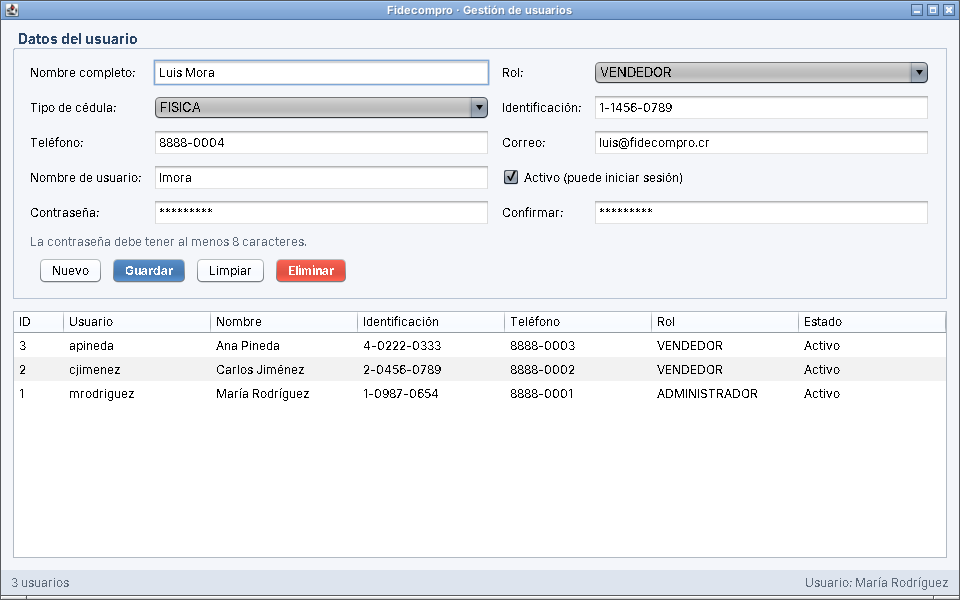 Fidecompro · Gestión de usuarios
Datos del usuario
Nombre completo: Luis Mora Rol: VENDEDOR
Tipo de cédula: FISICA Identificación: 1-1456-0789
Teléfono: 8888-0004 Correo: luis@fidecompro.cr
Nombre de usuario: lmora Activo (puede iniciar sesión)
Contraseña: ********* Confirmar: *********
La contraseña debe tener al menos 8 caracteres.
Nuevo Guardar Limpiar Eliminar
ID Usuario Nombre Identificación Teléfono Rol Estado
3 apineda Ana Pineda 4-0222-0333 8888-0003 VENDEDOR Activo
2 cjimenez Carlos Jiménez 2-0456-0789 8888-0002 VENDEDOR Activo
1 mrodriguez María Rodríguez 1-0987-0654 8888-0001 ADMINISTRADOR Activo
3 usuarios Usuario: María Rodríguez